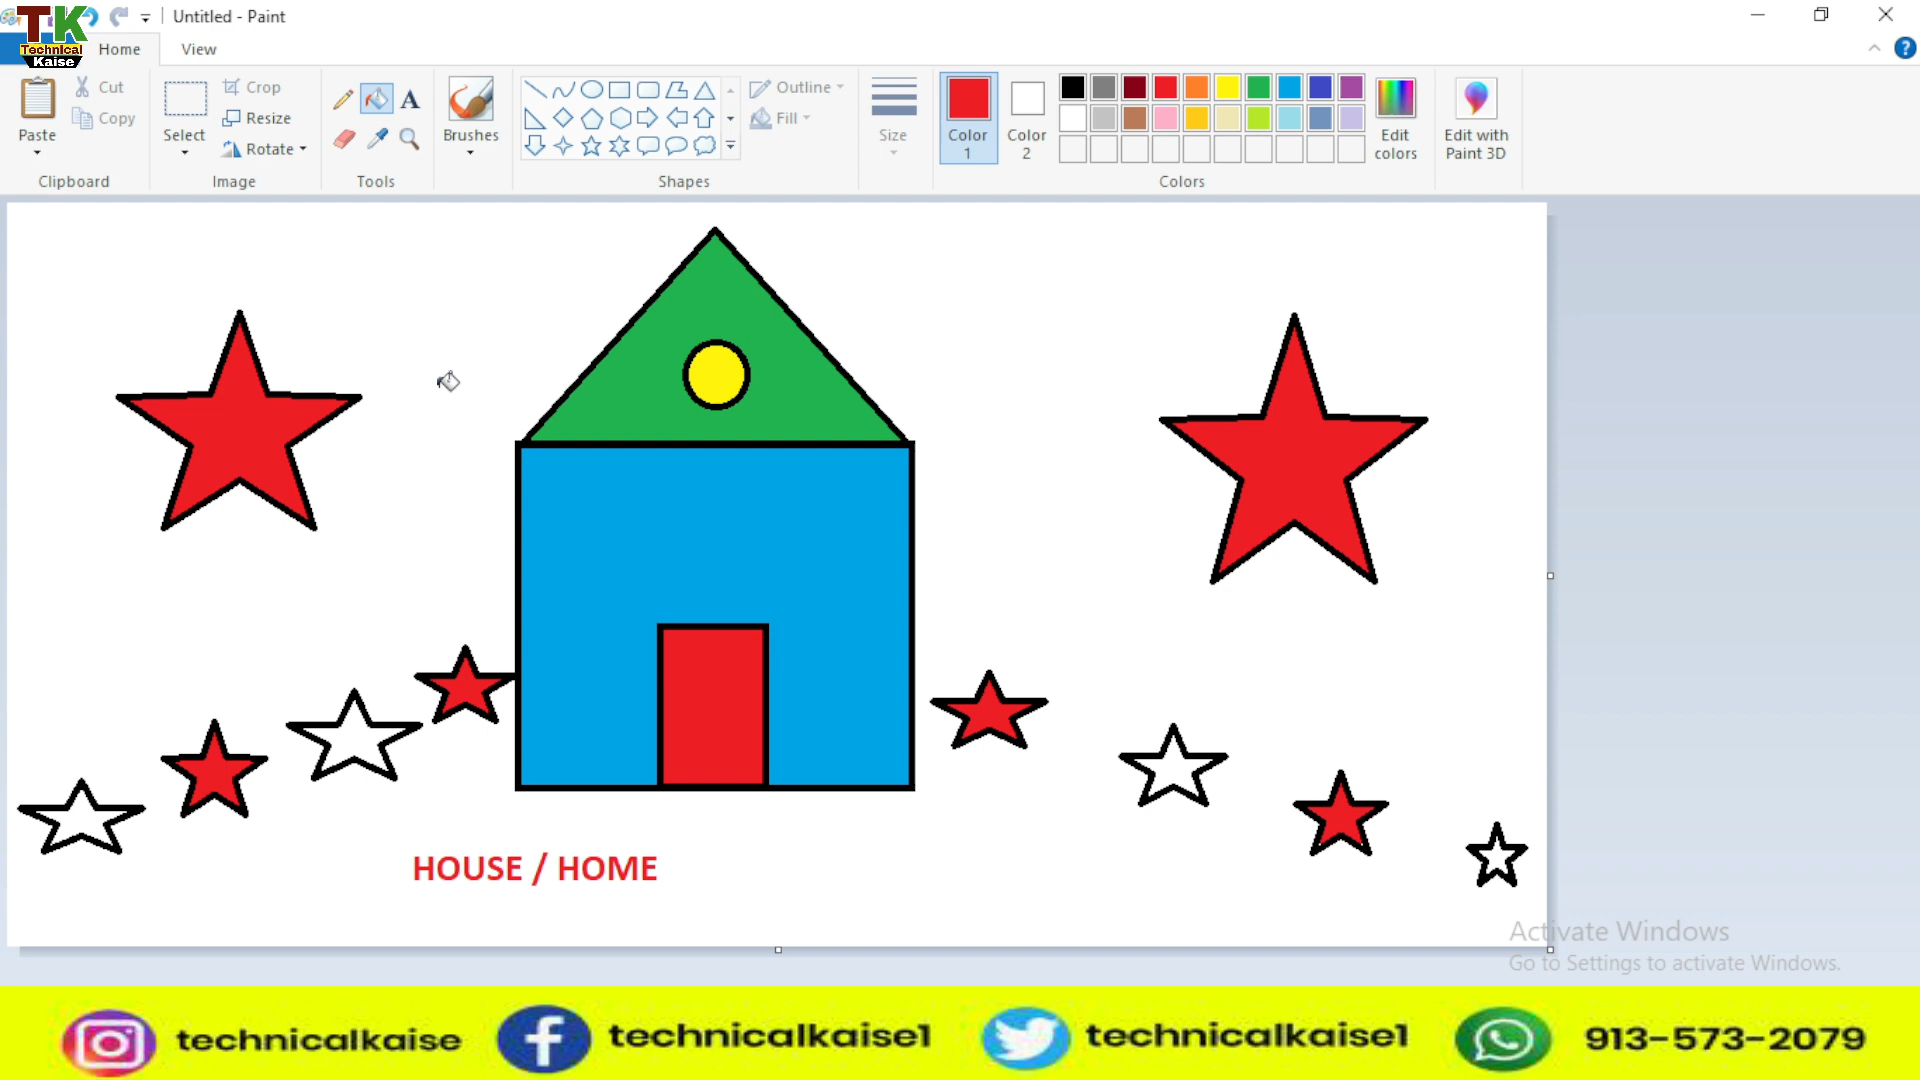 TK
Technical
Kaise
Untitled - Paint
Home View
Paste
Cut
Copy
Clipboard
Select
Crop
Resize
Rotate
Image
A
Tools
Brushes
Shapes
Outline
Fill
Size
Color
1
Color
2
Colors
Edit
colors
Edit with
Paint 3D
?
HOUSE / HOME
Activate Windows
Go to Settings to activate Windows.
technicalkaise technicalkaise1 technicalkaise1 913-573-2079